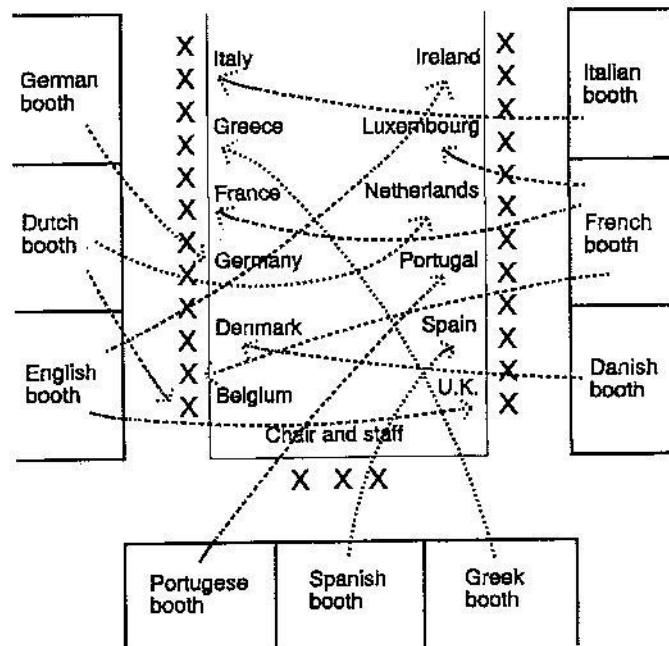 German
booth
Dutch
booth
English
booth
X
X
X
X
X
X
X
X
X
X
X
X
Italy
Greece
France
Germany
Denmark
Belgium
Ireland
Luxembourg
Netherlands
Portugal
Spain
U.K.
Chair and staff
X
X
X
X
X
X
X
X
X
X
X
X
Italian
booth
French
booth
Danish
booth
X X X
Portugese
booth
Spanish
booth
Greek
booth